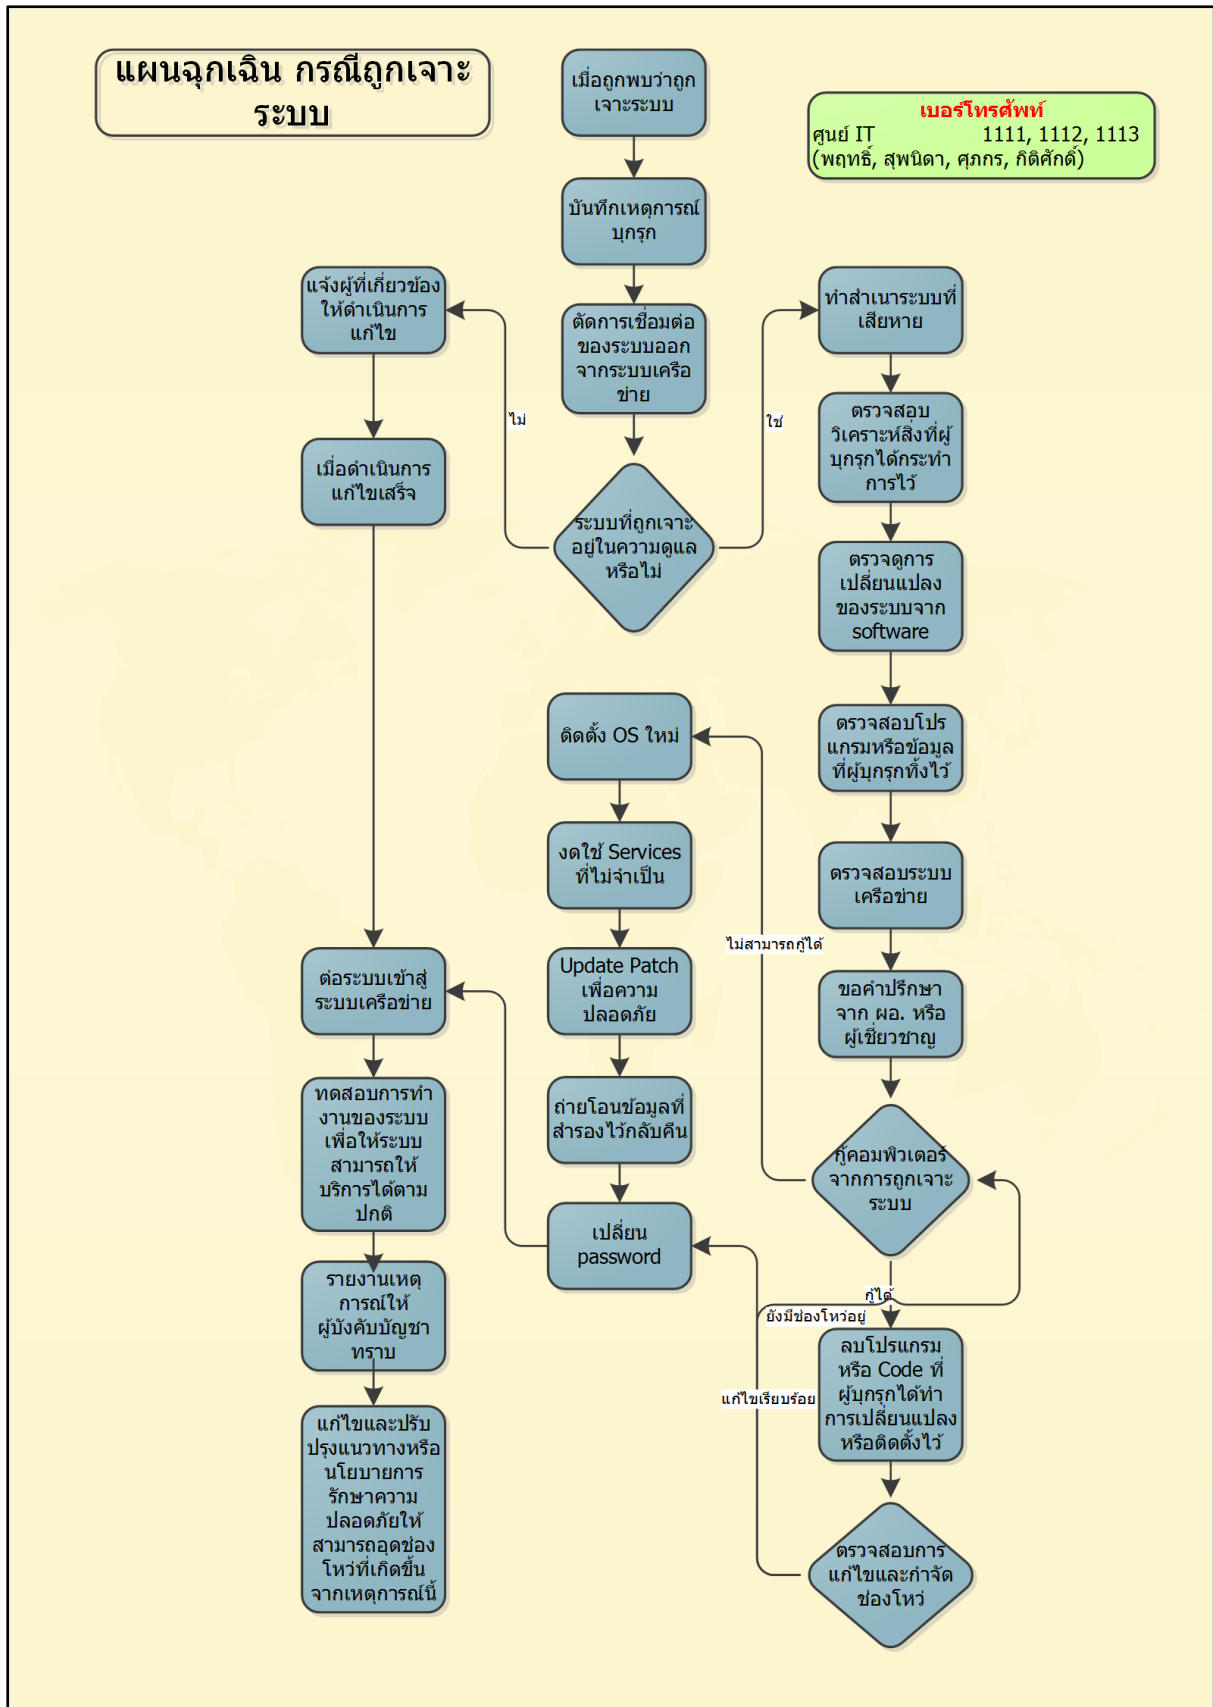 แผนฉุกเฉิน กรณีถูกเจาะ
ระบบ
เบอร์โทรศัพท์
ศูนย์ IT 1111, 1112, 1113
(พฤทธิ์, สุพนิดา, ศุภกร, กิติศักดิ์)
เมื่อถูกพบว่าถูก
เจาะระบบ
บันทึกเหตุการณ์
บุกรุก
ตัดการเชื่อมต่อ
ของระบบออก
จากระบบเครือ
ข่าย
ระบบที่ถูกเจาะ
อยู่ในความดูแล
หรือไม่
ไม่
ใช่
แจ้งผู้ที่เกี่ยวข้อง
ให้ดำเนินการ
แก้ไข
เมื่อดำเนินการ
แก้ไขเสร็จ
ทำสำเนาระบบที่
เสียหาย
ตรวจสอบ
วิเคราะห์สิ่งที่ผู้
บุกรุกได้กระทำ
การไว้
ตรวจดูการ
เปลี่ยนแปลง
ของระบบจาก
software
ตรวจสอบโปร
แกรมหรือข้อมูล
ที่ผู้บุกรุกทิ้งไว้
ตรวจสอบระบบ
เครือข่าย
ขอคำปรึกษา
จาก ผอ. หรือ
ผู้เชี่ยวชาญ
กู้คอมพิวเตอร์
จากการถูกเจาะ
ระบบ
ไม่สามารถกู้ได้
กู้ได้
ติดตั้ง OS ใหม่
งดใช้ Services
ที่ไม่จำเป็น
Update Patch
เพื่อความ
ปลอดภัย
ถ่ายโอนข้อมูลที่
สำรองไว้กลับคืน
เปลี่ยน
password
ยังมีช่องโหว่อยู่
แก้ไขเรียบร้อย
ลบโปรแกรม
หรือ Code ที่
ผู้บุกรุกได้ทำ
การเปลี่ยนแปลง
หรือติดตั้งไว้
ตรวจสอบการ
แก้ไขและกำจัด
ช่องโหว่
ต่อระบบเข้าสู่
ระบบเครือข่าย
ทดสอบการทำ
งานของระบบ
เพื่อให้ระบบ
สามารถให้
บริการได้ตาม
ปกติ
รายงานเหตุ
การณ์ให้
ผู้บังคับบัญชา
ทราบ
แก้ไขและปรับ
ปรุงแนวทางหรือ
นโยบายการ
รักษาความ
ปลอดภัยให้
สามารถอุดช่อง
โหว่ที่เกิดขึ้น
จากเหตุการณ์นี้